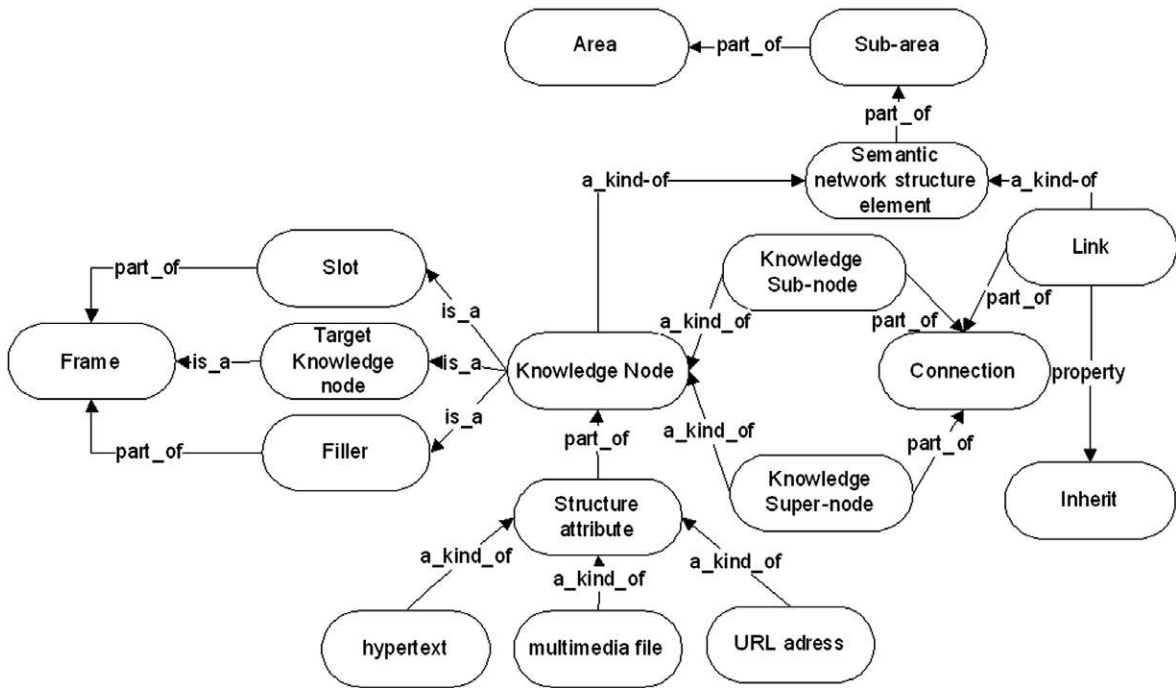 Area
part_of
Sub-area
part_of
Semantic
network structure
element
a_kind-of
a_kind-of
Link
Knowledge
Sub-node
part_of
Slot
part_of
is_a
a_kind_of
part_of
Frame
is_a
Target
Knowledge
node
is_a
Knowledge Node
Connection
property
is_a
part_of
Filler
part_of
a_kind_of
part_of
Knowledge
Super-node
Inherit
Structure
attribute
a_kind_of
a_kind_of
a_kind_of
hypertext
multimedia file
URL adress